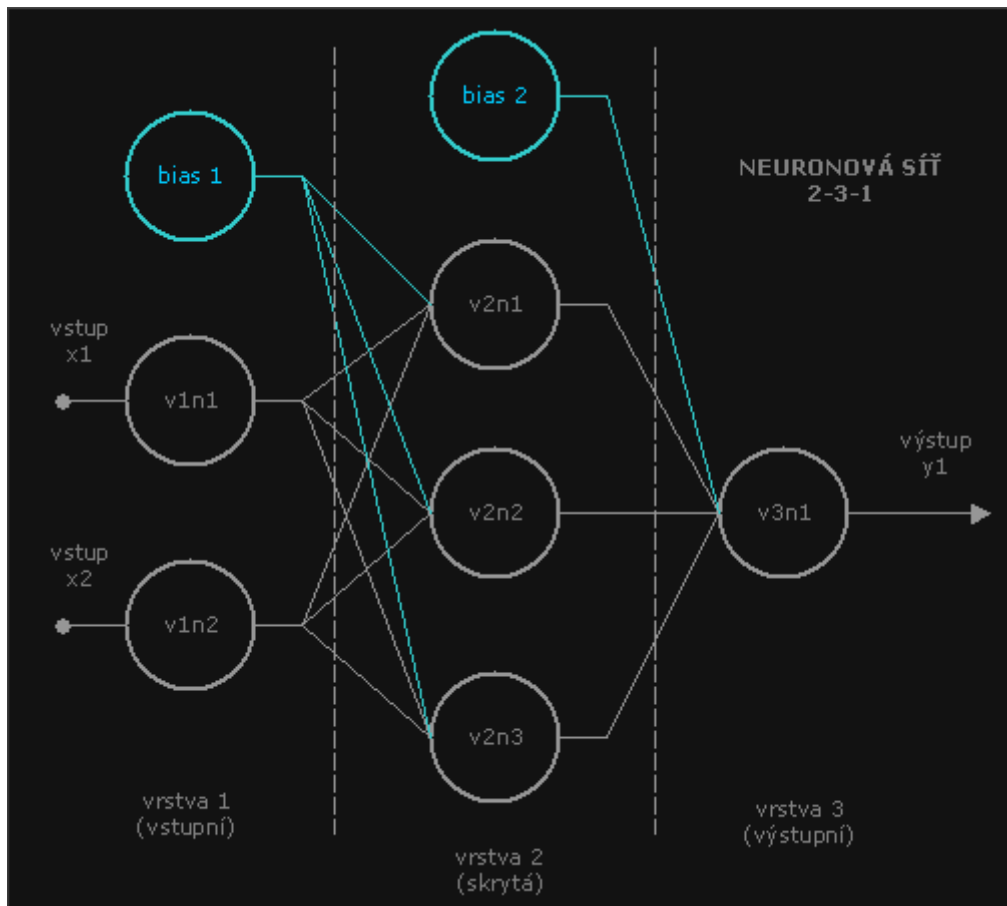 bias 2
bias 1
NEURONOVÁ SÍŤ
2-3-1
v2n1
vstup
x1
v1n1
výstup
y1
v2n2
v3n1
vstup
x2
v1n2
v2n3
vrstva 1
(vstupní)
vrstva 3
(výstupní)
vrstva 2
(skrytá)